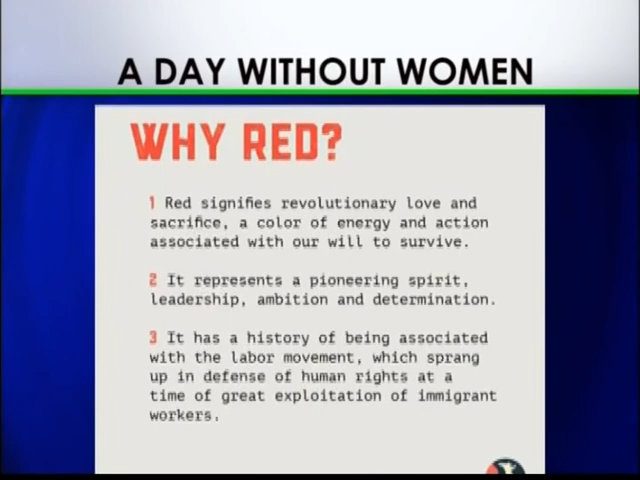 A DAY WITHOUT WOMEN
WHY RED?
1 Red signifies revolutionary love and
sacrifice, a color of energy and action
associated with our will to survive.
2 It represents a pioneering spirit,
leadership, ambition and determination.
3 It has a history of being associated
with the labor movement, which sprang
up in defense of human rights at a
time of great exploitation of immigrant
workers.